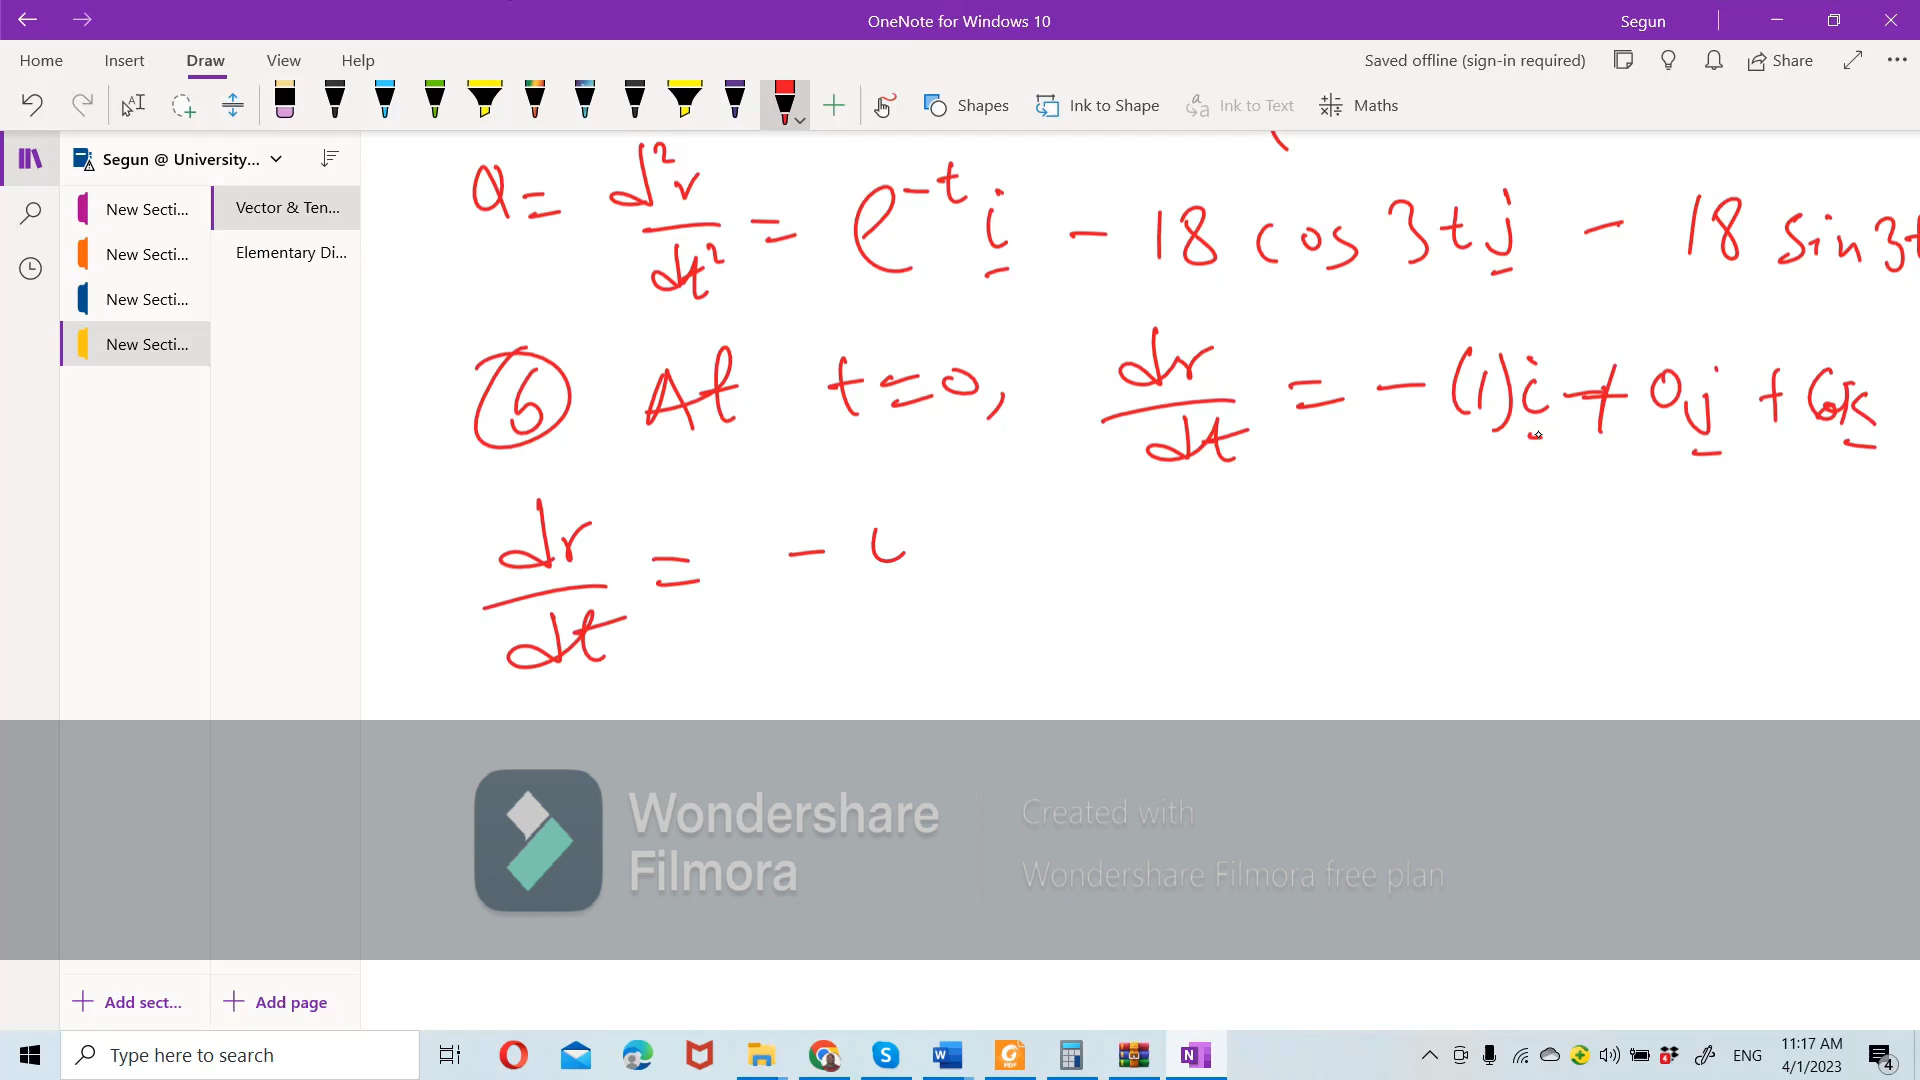 OneNote for Windows 10
Segun
Home Insert Draw View Help
Saved offline (sign-in required)
Share
Shapes
Ink to Shape
Ink to Text
Maths
Segun @ University...
New Secti...
New Secti...
New Secti...
New Secti...
Vector & Ten...
Elementary Di...
a = d²r/dt² = e^-t i - 18 cos 3t j - 18 sin 3t
ⓑ At t=0, dr/dt = -(1)i + 0j + 6k
dr/dt = -
Wondershare
Filmora
Created with
Wondershare Filmora free plan
Add sect...
Add page
Type here to search
ENG
11:17 AM
4/1/2023
4